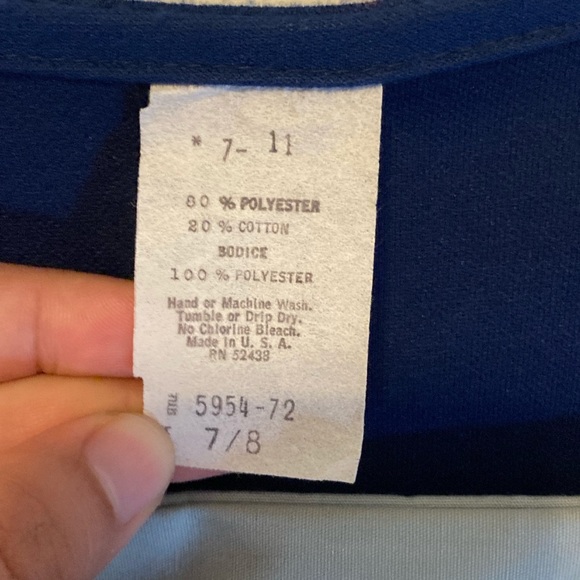 * 7- 11
80 % POLYESTER
20 % COTTON
BODICE
100 % POLYESTER
Hand or Machine Wash.
Tumble or Drip Dry.
No Chlorine Bleach.
Made in U. S. A.
RN 52438
5954-72
7/8